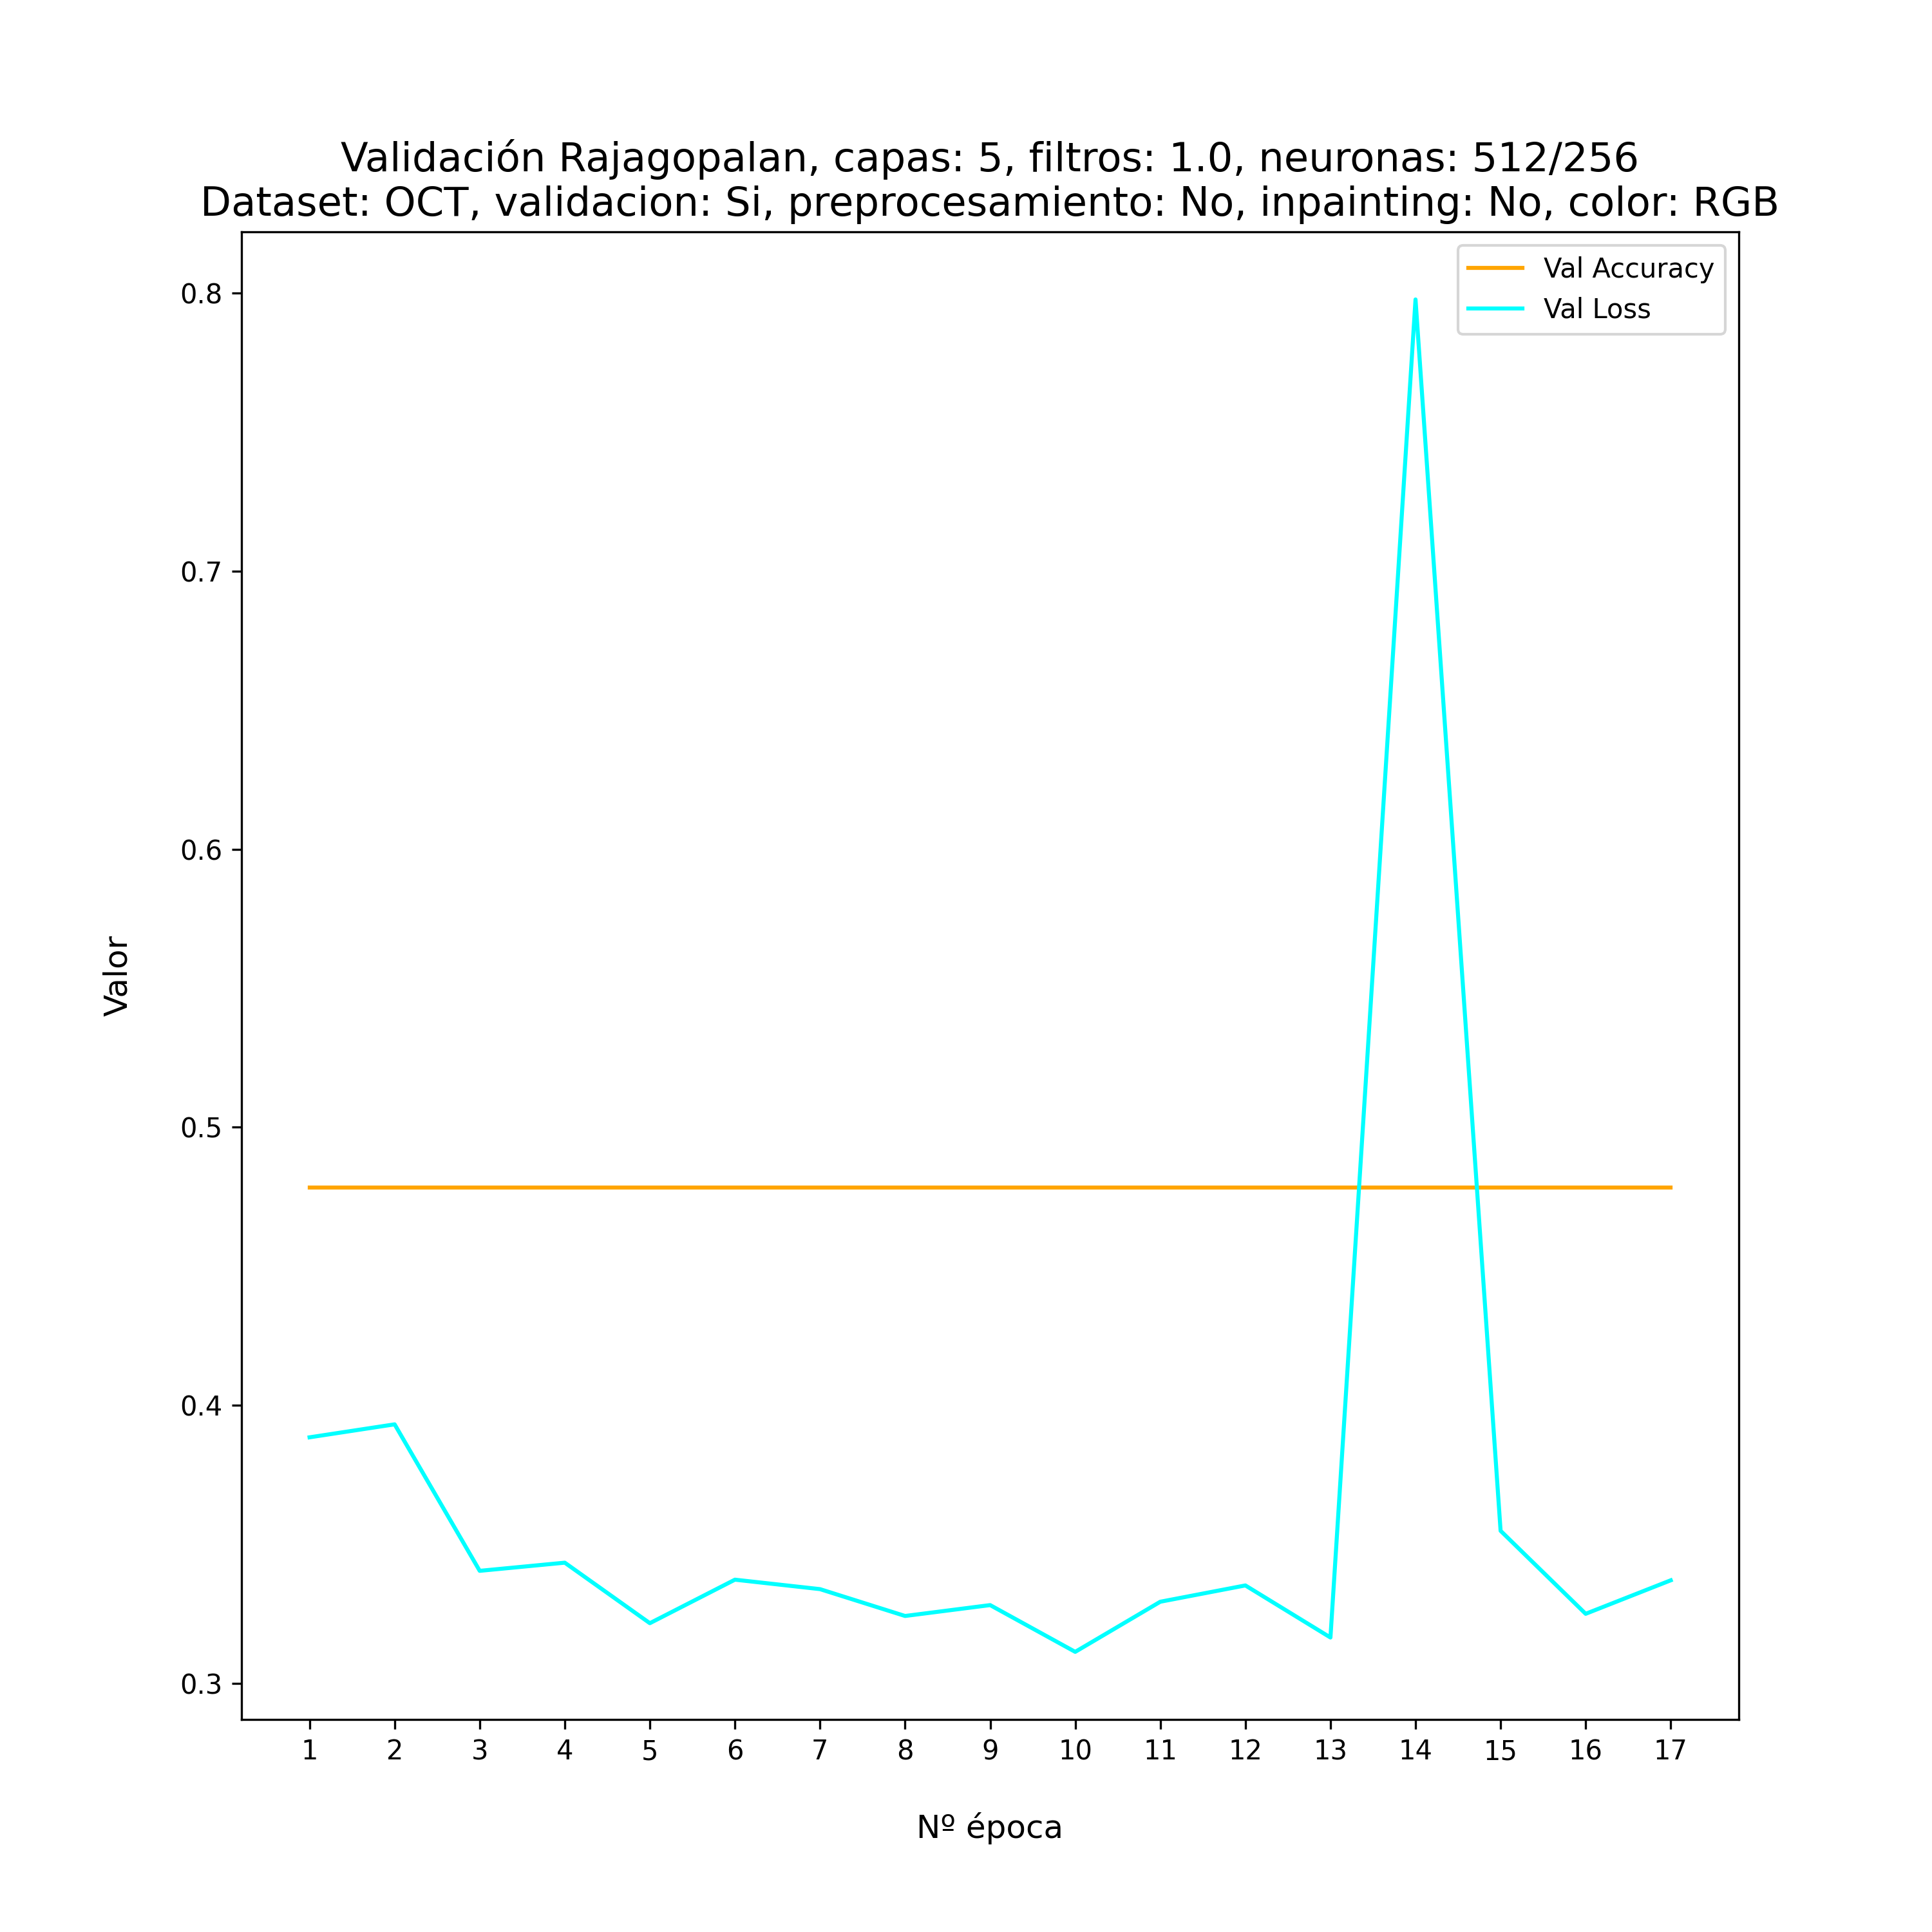 Validación Rajagopalan, capas: 5, filtros: 1.0, neuronas: 512/256
Dataset: OCT, validacion: Si, preprocesamiento: No, inpainting: No, color: RGB
Val Accuracy
Val Loss
0.8
0.7
0.6
0.5
0.4
0.3
Valor
1 2 3 4 5 6 7 8 9 10 11 12 13 14 15 16 17
Nº época